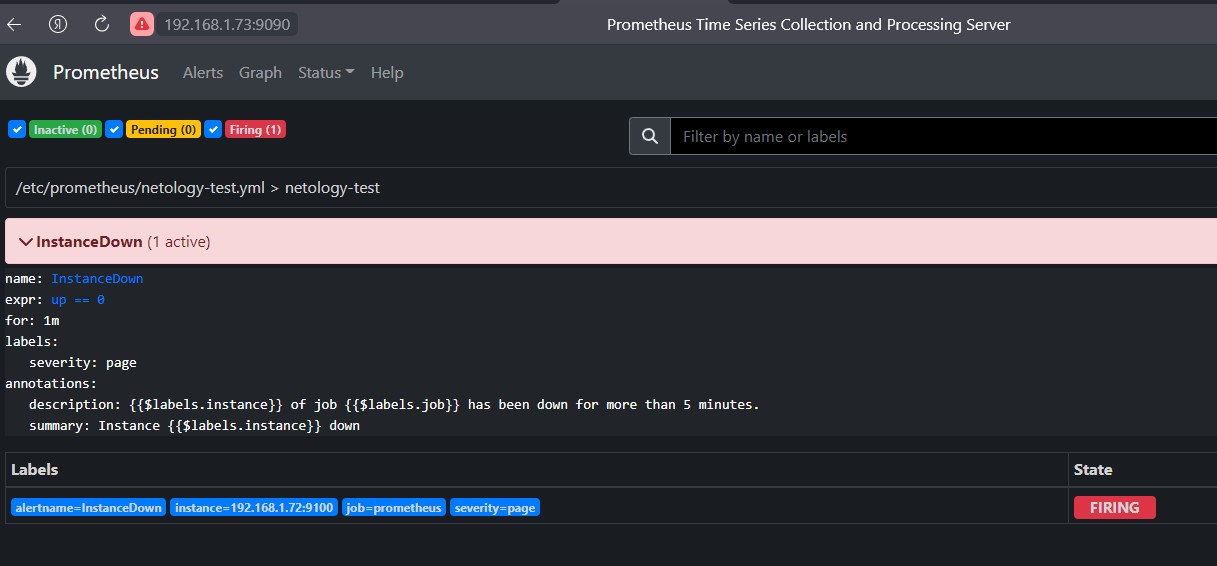 192.168.1.73:9090 Prometheus Time Series Collection and Processing Server
Prometheus Alerts Graph Status Help
Inactive (0) Pending (0) Firing (1)
Filter by name or labels
/etc/prometheus/netology-test.yml > netology-test
InstanceDown (1 active)
name: InstanceDown
expr: up == 0
for: 1m
labels:
severity: page
annotations:
description: {{$labels.instance}} of job {{$labels.job}} has been down for more than 5 minutes.
summary: Instance {{$labels.instance}} down
Labels State
alertname=InstanceDown instance=192.168.1.72:9100 job=prometheus severity=page FIRING